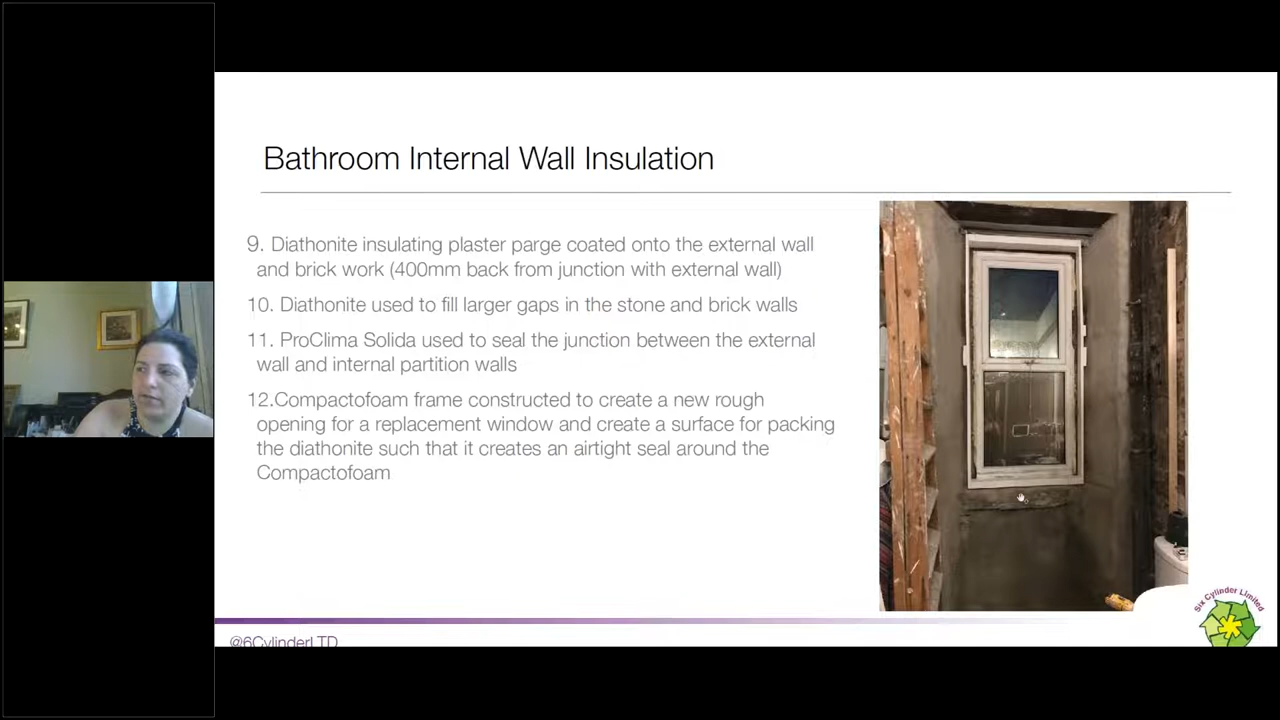 Bathroom Internal Wall Insulation
9. Diathonite insulating plaster parge coated onto the external wall
and brick work (400mm back from junction with external wall)
10. Diathonite used to fill larger gaps in the stone and brick walls
11. ProClima Solida used to seal the junction between the external
wall and internal partition walls
12.Compactofoam frame constructed to create a new rough
opening for a replacement window and create a surface for packing
the diathonite such that it creates an airtight seal around the
Compactofoam
Six Cylinder Limited
@6CylinderLTD